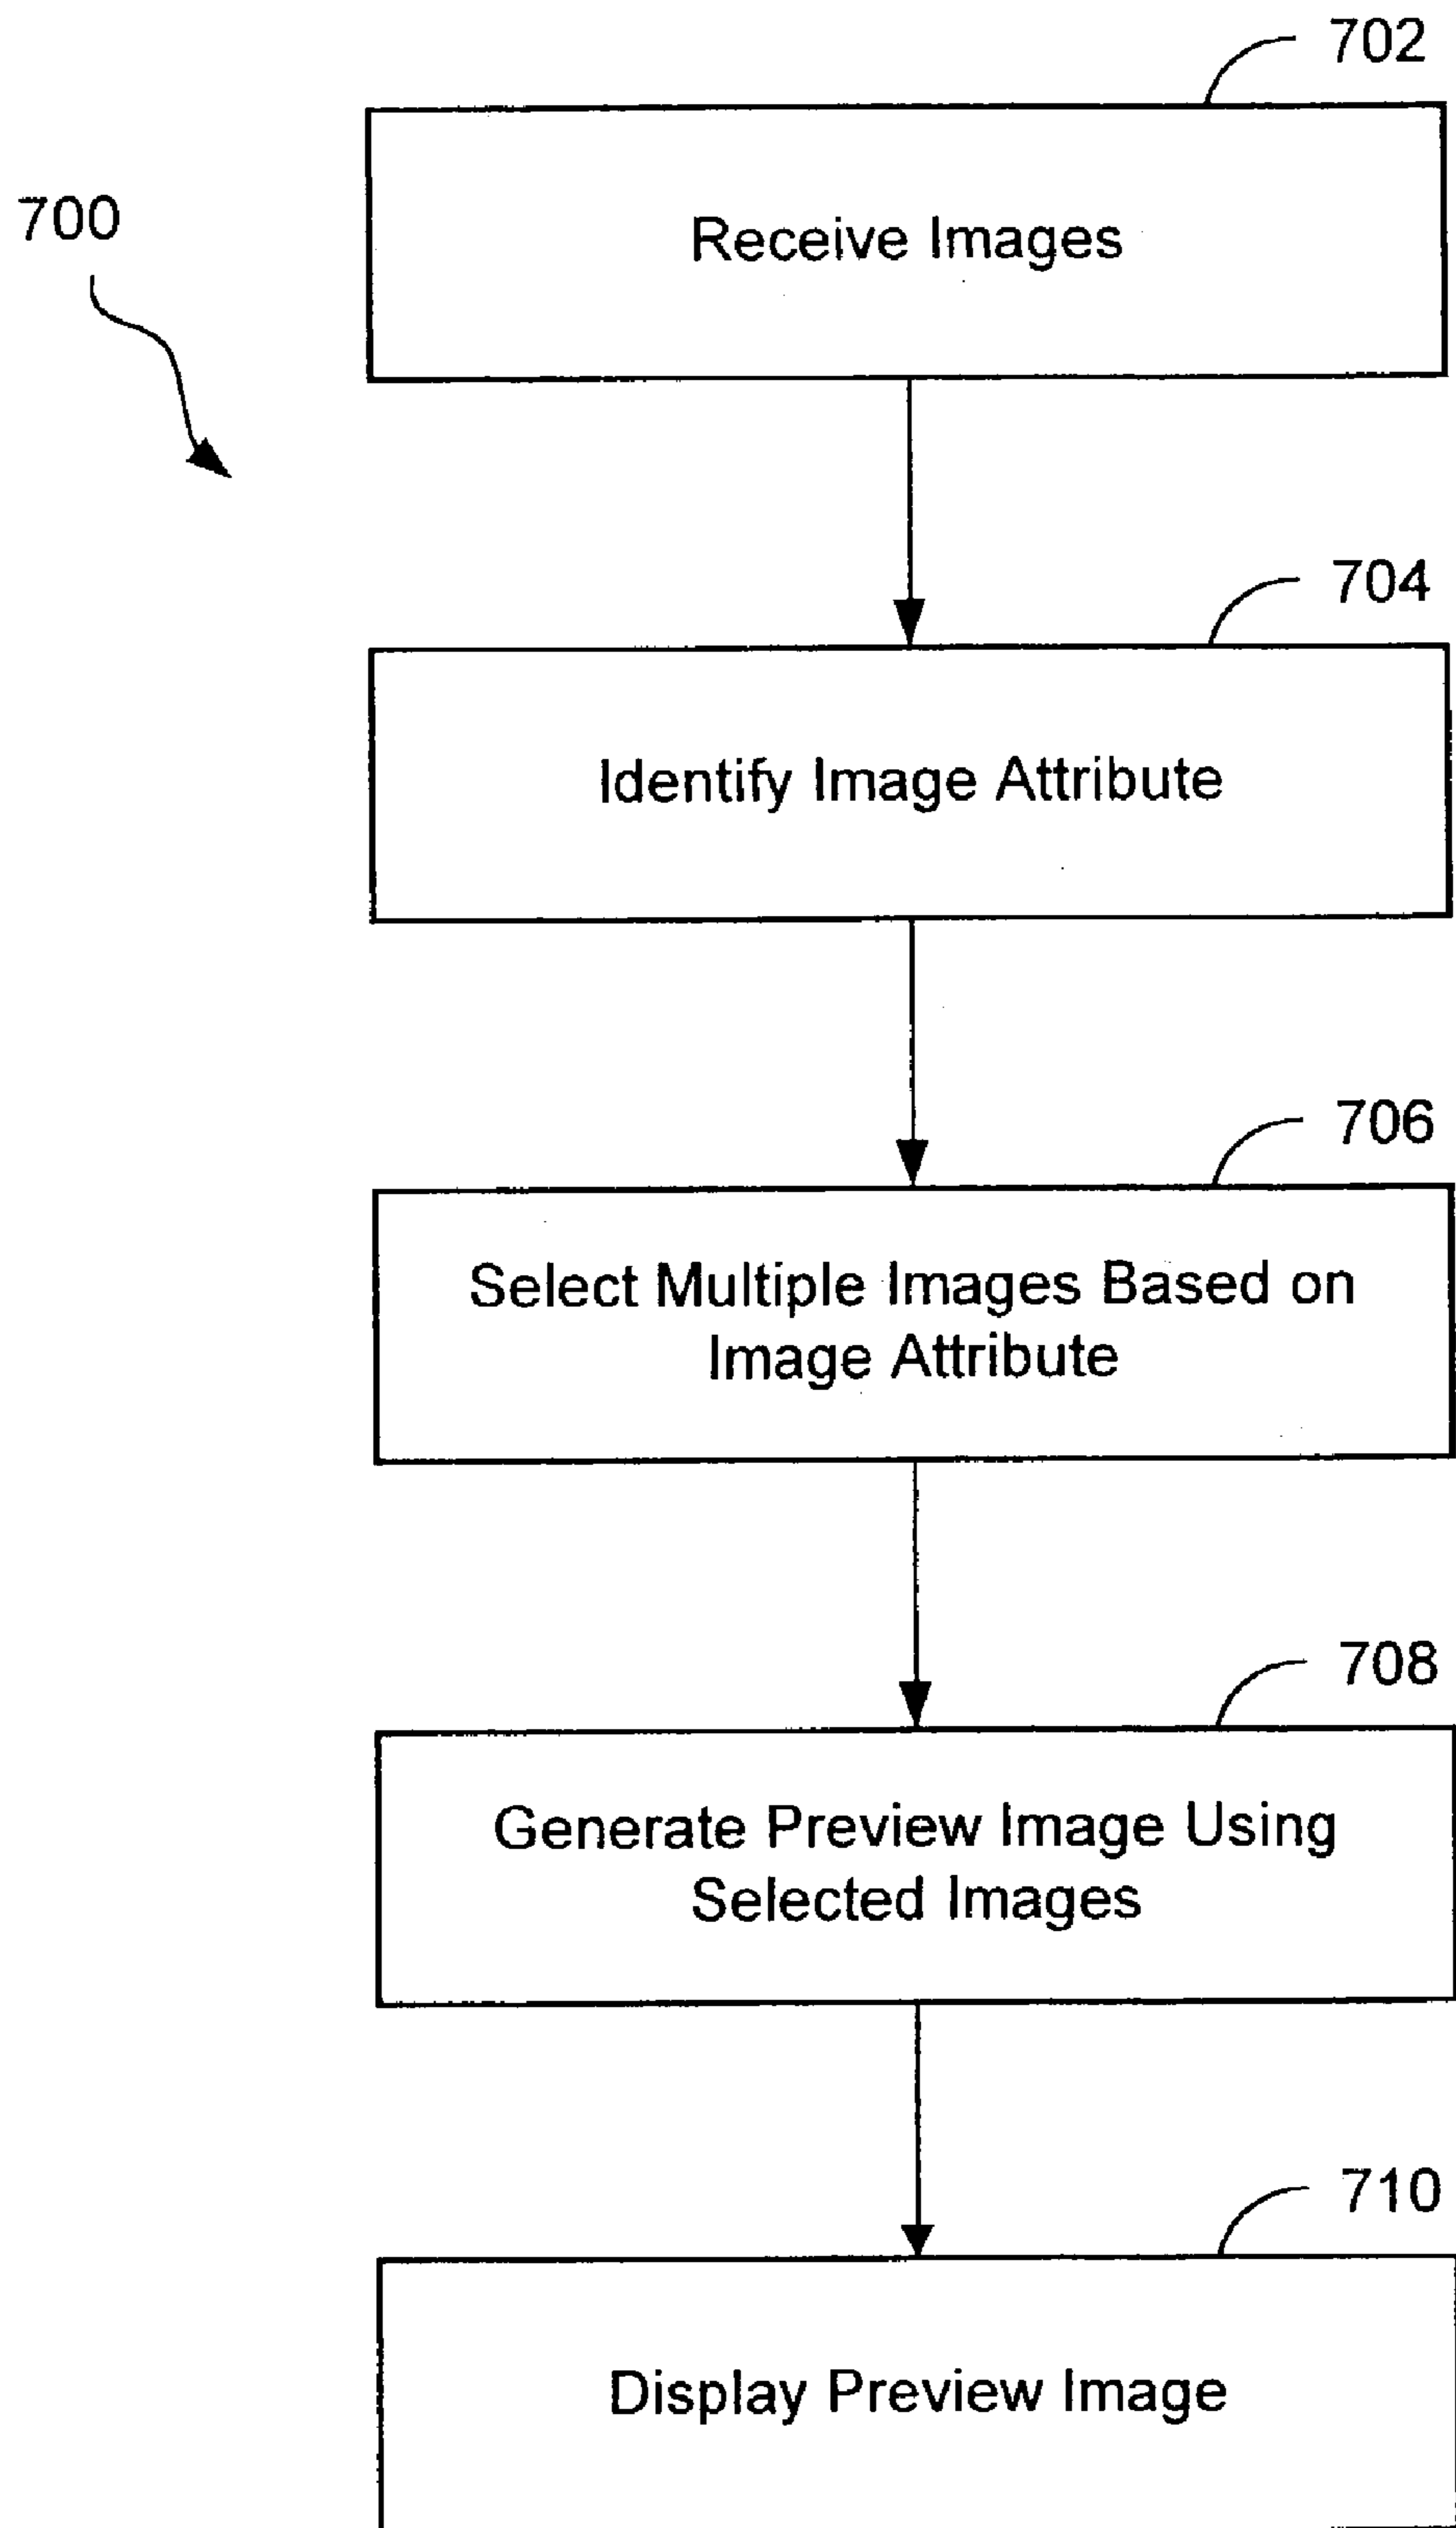 702
700
Receive Images
704
Identify Image Attribute
706
Select Multiple Images Based on
Image Attribute
708
Generate Preview Image Using
Selected Images
710
Display Preview Image